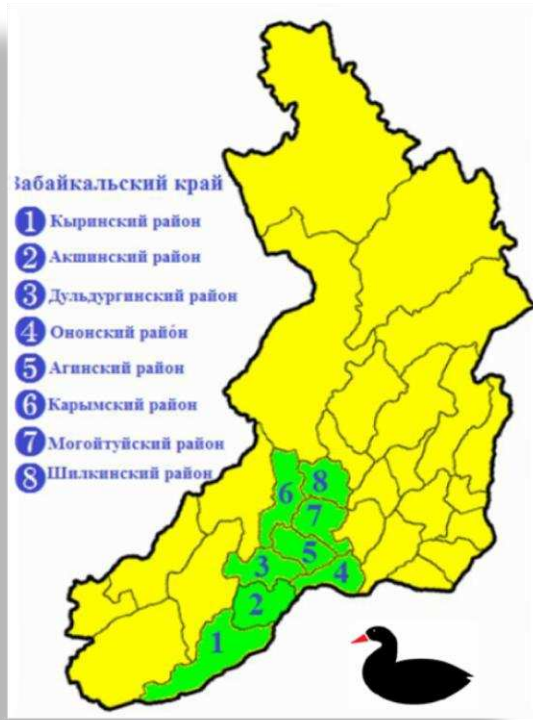 Забайкальский край
1 Кыринский район
2 Акшинский район
3 Дульдургинский район
4 Ононский райо́н
5 Агинский район
6 Карымский район
7 Могойтуйский район
8 Шилкинский район
6
8
7
5
3
4
2
1